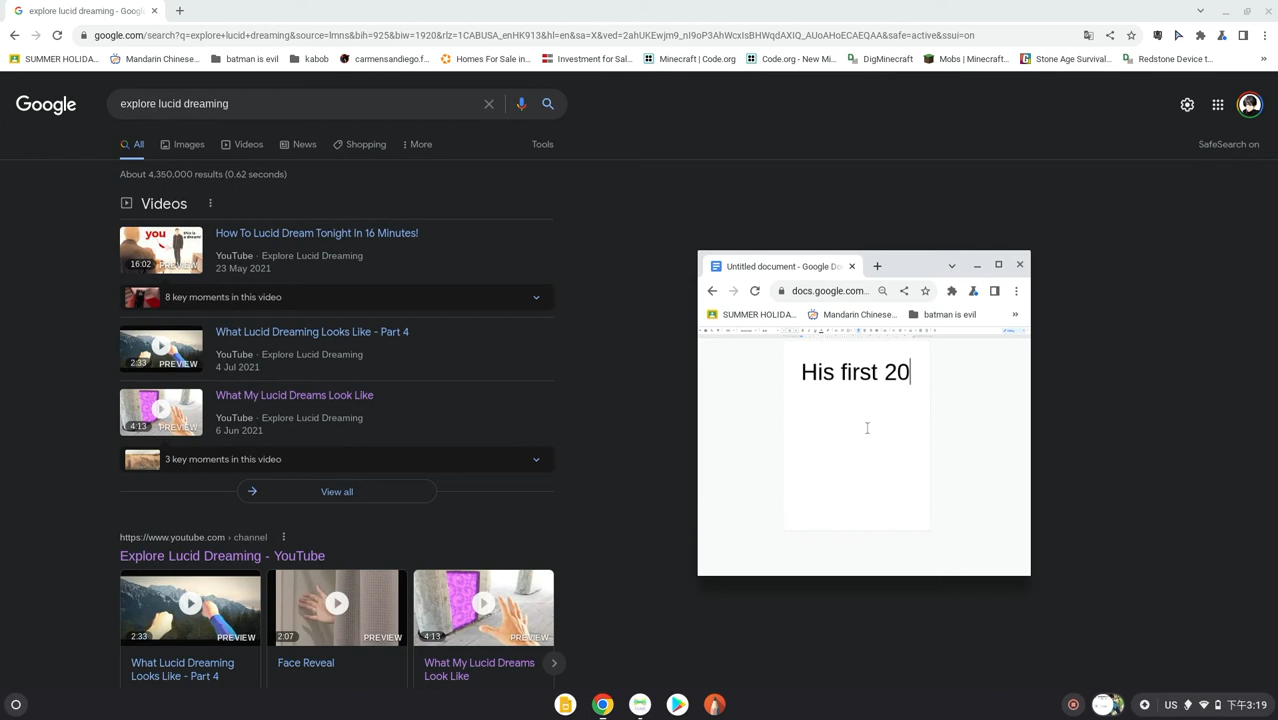 explore lucid dreaming - Google
google.com/search?q=explore+lucid+dreaming&source=lmns&bih=925&biw=1920&rlz=1CABUSA_enHK913&hl=en&sa=X&ved=2ahUKEwjm9_nI9oP3AhWcxIsBHWqdAXIQ_AUoAHoECAEQAA&safe=active&ssui=on
SUMMER HOLIDA...
Mandarin Chinese...
batman is evil
kabob
carmensandiego.f...
Homes For Sale in...
Investment for Sal...
Minecraft | Code.org
Code.org - New Mi...
DigMinecraft
Mobs | Minecraft...
Stone Age Survival...
Redstone Device t...
»
Google
explore lucid dreaming
All
Images
Videos
News
Shopping
More
Tools
SafeSearch on
About 4,350,000 results (0.62 seconds)
Videos
How To Lucid Dream Tonight In 16 Minutes!
YouTube · Explore Lucid Dreaming
23 May 2021
you
16:02
PREVIEW
8 key moments in this video
What Lucid Dreaming Looks Like - Part 4
YouTube · Explore Lucid Dreaming
4 Jul 2021
2:33
PREVIEW
What My Lucid Dreams Look Like
YouTube · Explore Lucid Dreaming
6 Jun 2021
4:13
PREVIEW
3 key moments in this video
View all
https://www.youtube.com › channel
Explore Lucid Dreaming - YouTube
2:33
PREVIEW
2:07
PREVIEW
4:13
PREVIEW
What Lucid Dreaming
Looks Like - Part 4
Face Reveal
What My Lucid Dreams
Look Like
Untitled document - Google Do
docs.google.com...
SUMMER HOLIDA...
Mandarin Chinese...
batman is evil
»
His first 20
US
下午3:19